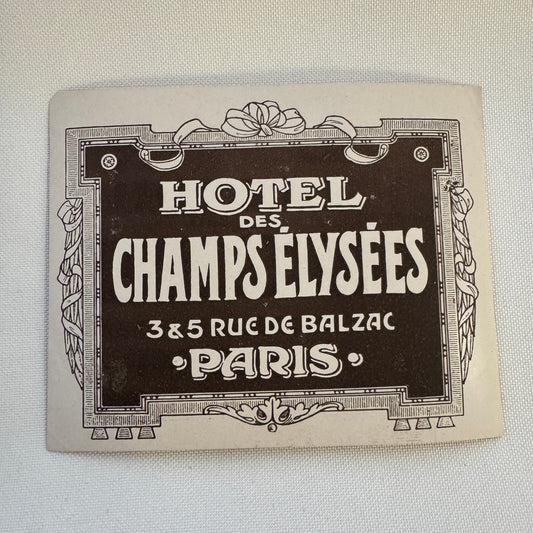 HOTEL
DES
CHAMPS ÉLYSÉES
3 & 5 RUE DE BALZAC
• PARIS •